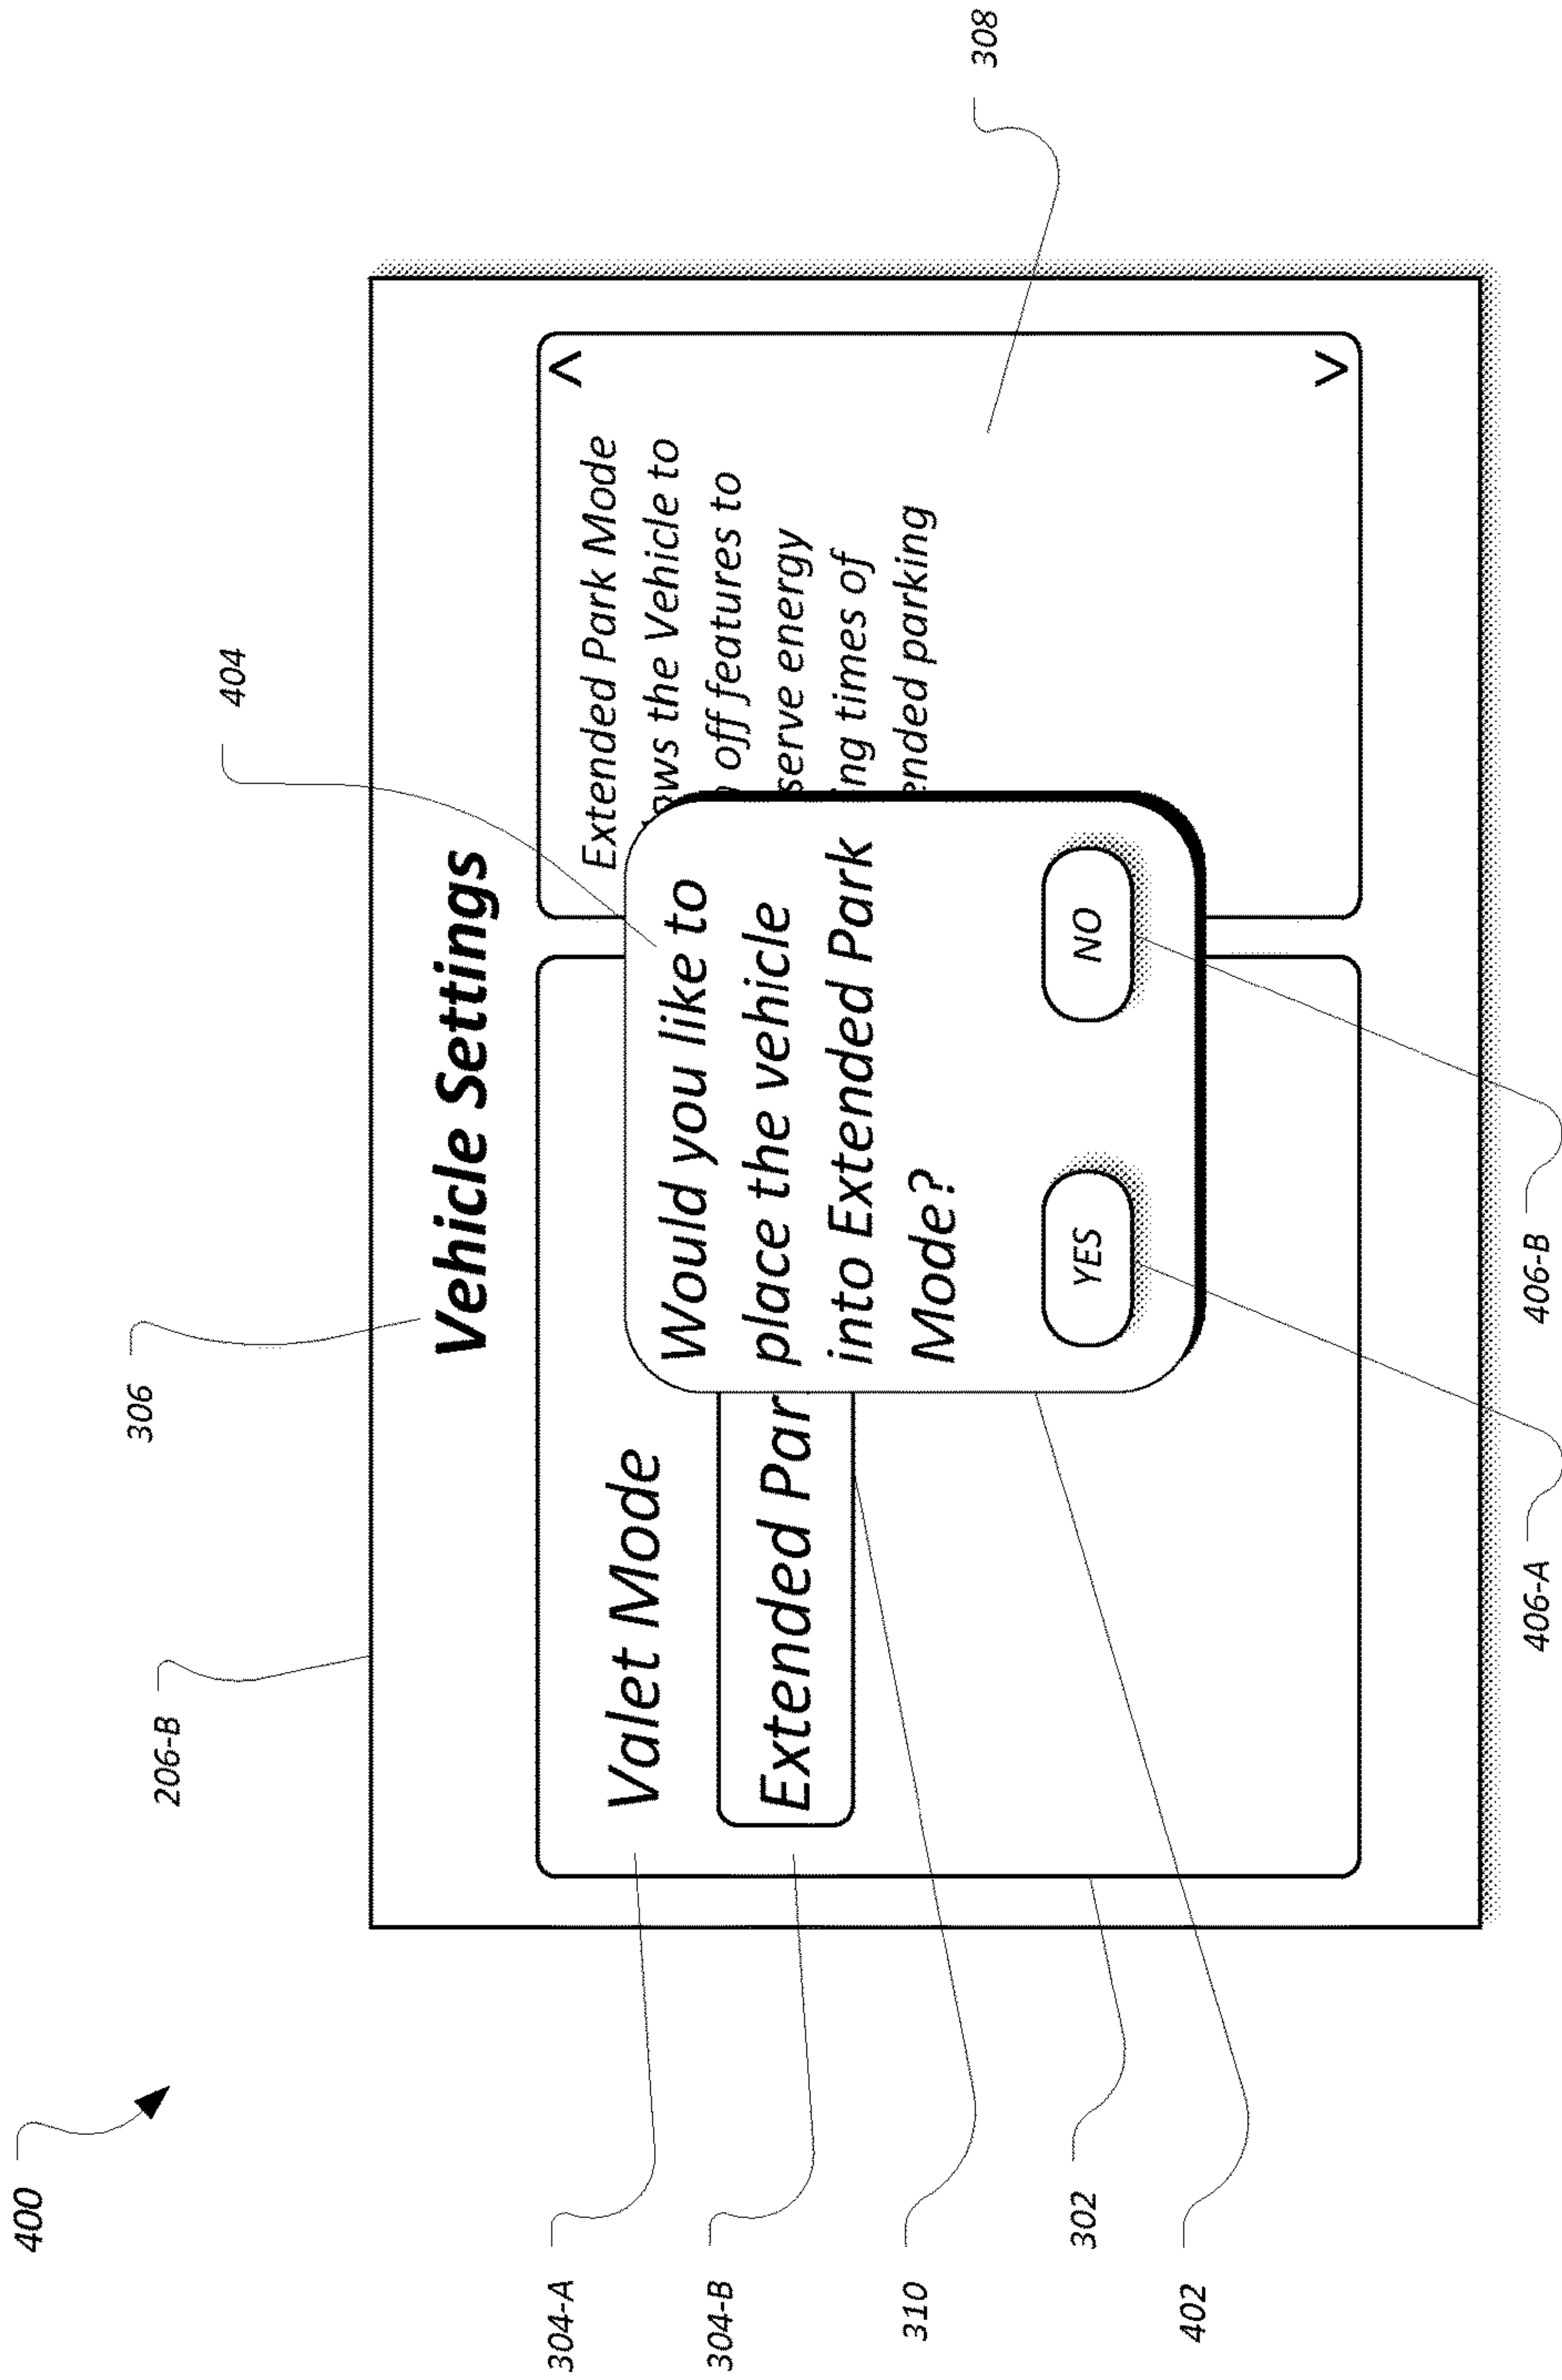 400
206-B
306
404
308
Vehicle Settings
Valet Mode
Extended Par
Extended Park Mode
ows the Vehicle to
off features to
serve energy
ing times of
ended parking
Would you like to
place the vehicle
into Extended Park
Mode?
YES
NO
304-A
304-B
310
302
402
406-A
406-B